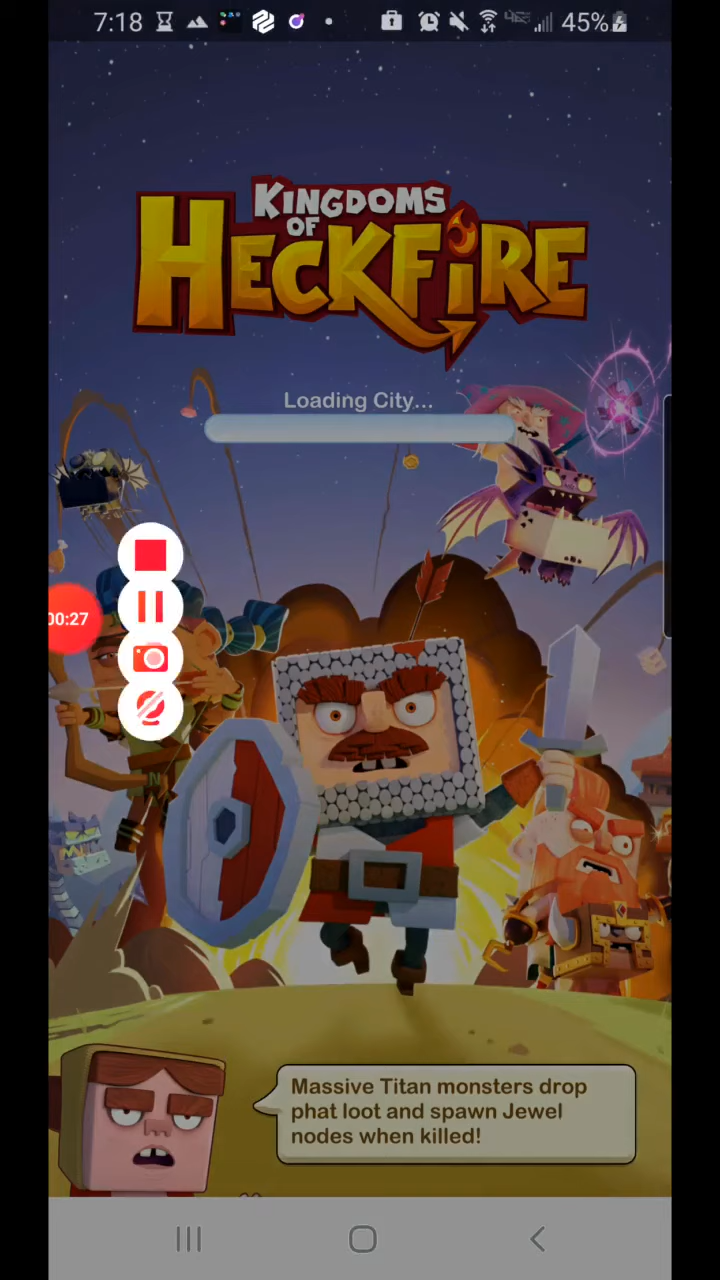 7:18
45%
KINGDOMS
OF
HECKFIRE
Loading City...
00:27
N
Massive Titan monsters drop
phat loot and spawn Jewel
nodes when killed!